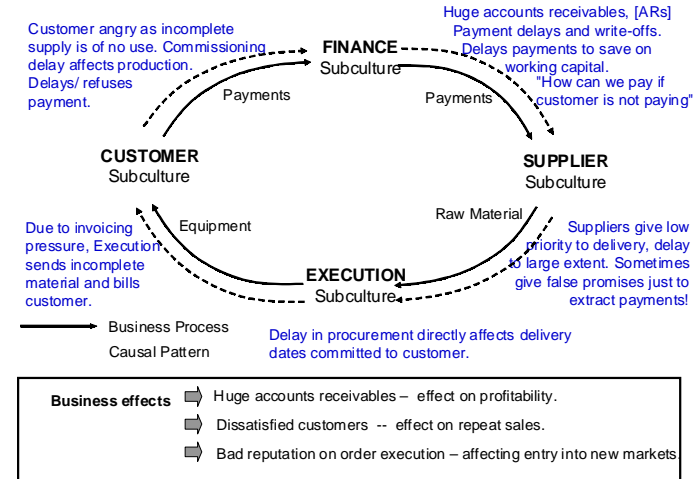 Customer angry as incomplete
supply is of no use. Commissioning
delay affects production.
Delays/ refuses
payment.
FINANCE
Subculture
Huge accounts receivables, [ARs]
Payment delays and write-offs.
Delays payments to save on
working capital.
"How can we pay if
customer is not paying"
Payments
Payments
CUSTOMER
Subculture
SUPPLIER
Subculture
Due to invoicing
pressure, Execution
sends incomplete
material and bills
customer.
Equipment
Raw Material
Suppliers give low
priority to delivery, delay
to large extent. Sometimes
give false promises just to
extract payments!
EXECUTION
Subculture
Business Process
Causal Pattern
Delay in procurement directly affects delivery
dates committed to customer.
Business effects
Huge accounts receivables – effect on profitability.
Dissatisfied customers -- effect on repeat sales.
Bad reputation on order execution – affecting entry into new markets.